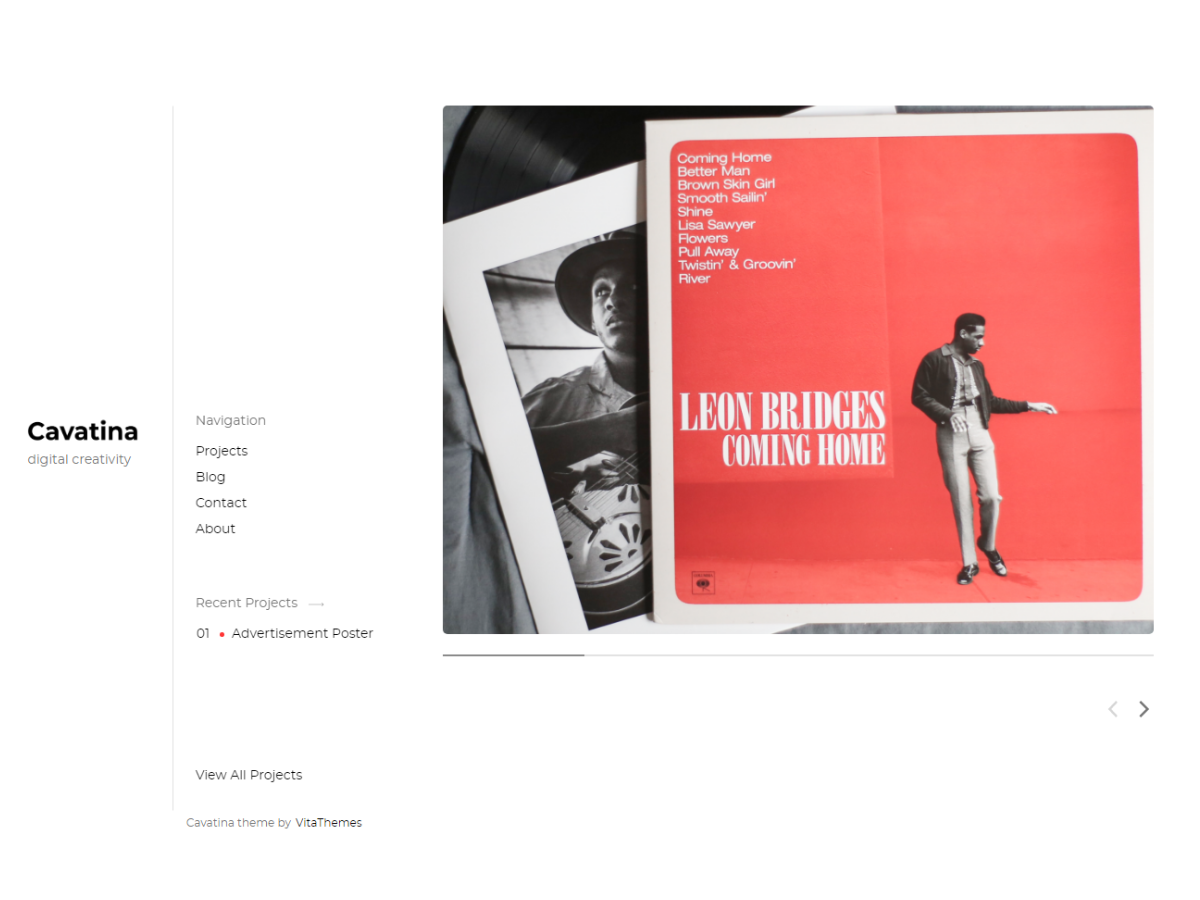 Cavatina
digital creativity
Navigation
Projects
Blog
Contact
About
Recent Projects
01 • Advertisement Poster
View All Projects
Cavatina theme by VitaThemes
Coming Home
Better Man
Brown Skin Girl
Smooth Sailin'
Shine
Lisa Sawyer
Flowers
Pull Away
Twistin' & Groovin'
River
LEON BRIDGES
COMING HOME